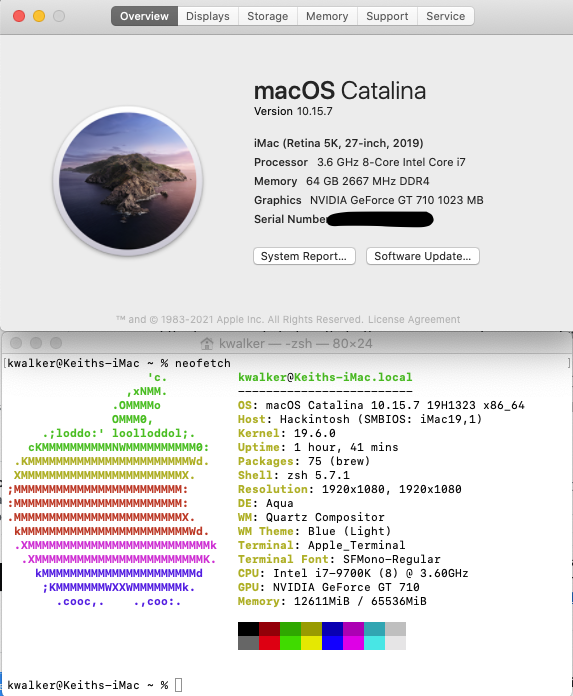 Overview Displays Storage Memory Support Service
macOS Catalina
Version 10.15.7
iMac (Retina 5K, 27-inch, 2019)
Processor 3.6 GHz 8-Core Intel Core i7
Memory 64 GB 2667 MHz DDR4
Graphics NVIDIA GeForce GT 710 1023 MB
Serial Number
System Report... Software Update...
™ and © 1983-2021 Apple Inc. All Rights Reserved. License Agreement
kwalker — -zsh — 80×24
[kwalker@Keiths-iMac ~ % neofetch ]
'c. kwalker@Keiths-iMac.local
,xNMM. -------------------------
.OMMMMo OS: macOS Catalina 10.15.7 19H1323 x86_64
OMMM0, Host: Hackintosh (SMBIOS: iMac19,1)
.;loddo:' loolloddol;. Kernel: 19.6.0
cKMMMMMMMMMMNWMMMMMMMMMM0: Uptime: 1 hour, 41 mins
.KMMMMMMMMMMMMMMMMMMMMMMMWd. Packages: 75 (brew)
XMMMMMMMMMMMMMMMMMMMMMMMX. Shell: zsh 5.7.1
;MMMMMMMMMMMMMMMMMMMMMMMM: Resolution: 1920x1080, 1920x1080
:MMMMMMMMMMMMMMMMMMMMMMMM: DE: Aqua
.MMMMMMMMMMMMMMMMMMMMMMMMX. WM: Quartz Compositor
kMMMMMMMMMMMMMMMMMMMMMMMMWd. WM Theme: Blue (Light)
.XMMMMMMMMMMMMMMMMMMMMMMMMMMk Terminal: Apple_Terminal
.XMMMMMMMMMMMMMMMMMMMMMMMMK. Terminal Font: SFMono-Regular
kMMMMMMMMMMMMMMMMMMMMMMd CPU: Intel i7-9700K (8) @ 3.60GHz
;KMMMMMMMWXXWMMMMMMMk. GPU: NVIDIA GeForce GT 710
.cooc,. .,coo:. Memory: 12611MiB / 65536MiB
kwalker@Keiths-iMac ~ %